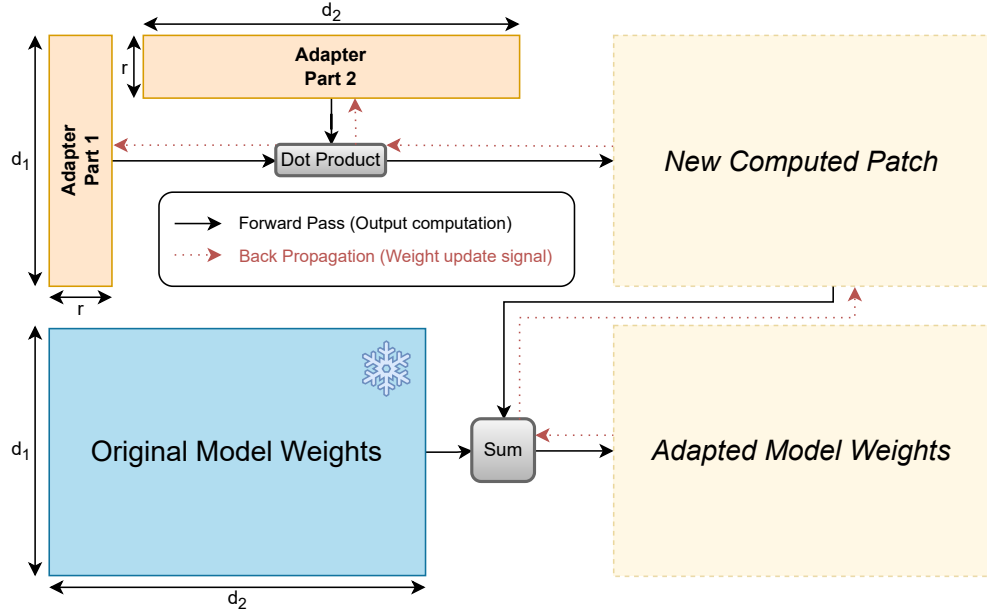 d2
r
Adapter
Part 2
d1
Adapter
Part 1
Dot Product
New Computed Patch
Forward Pass (Output computation)
Back Propagation (Weight update signal)
r
d1
Original Model Weights
Sum
Adapted Model Weights
d2